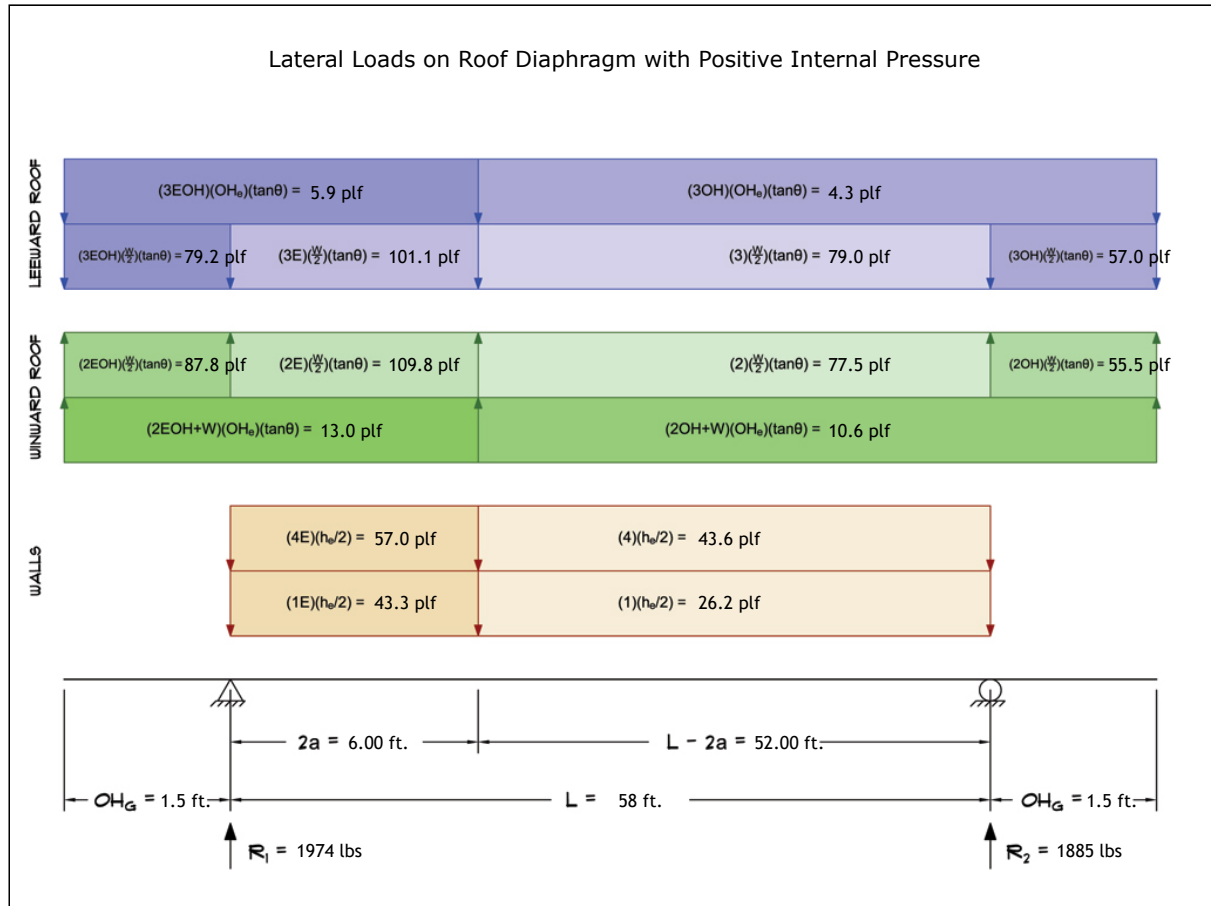 Lateral Loads on Roof Diaphragm with Positive Internal Pressure
LEEWARD ROOF
(3EOH)(OHₑ)(tanθ) = 5.9 plf
(3OH)(OHₑ)(tanθ) = 4.3 plf
(3EOH)(W/2)(tanθ) = 79.2 plf
(3E)(W/2)(tanθ) = 101.1 plf
(3)(W/2)(tanθ) = 79.0 plf
(3OH)(W/2)(tanθ) = 57.0 plf
WINWARD ROOF
(2EOH)(W/2)(tanθ) = 87.8 plf
(2E)(W/2)(tanθ) = 109.8 plf
(2)(W/2)(tanθ) = 77.5 plf
(2OH)(W/2)(tanθ) = 55.5 plf
(2EOH+W)(OHₑ)(tanθ) = 13.0 plf
(2OH+W)(OHₑ)(tanθ) = 10.6 plf
WALLS
(4E)(hₑ/2) = 57.0 plf
(4)(hₑ/2) = 43.6 plf
(1E)(hₑ/2) = 43.3 plf
(1)(hₑ/2) = 26.2 plf
2a = 6.00 ft.
L - 2a = 52.00 ft.
OH_G = 1.5 ft.
L = 58 ft.
OH_G = 1.5 ft.
R₁ = 1974 lbs
R₂ = 1885 lbs